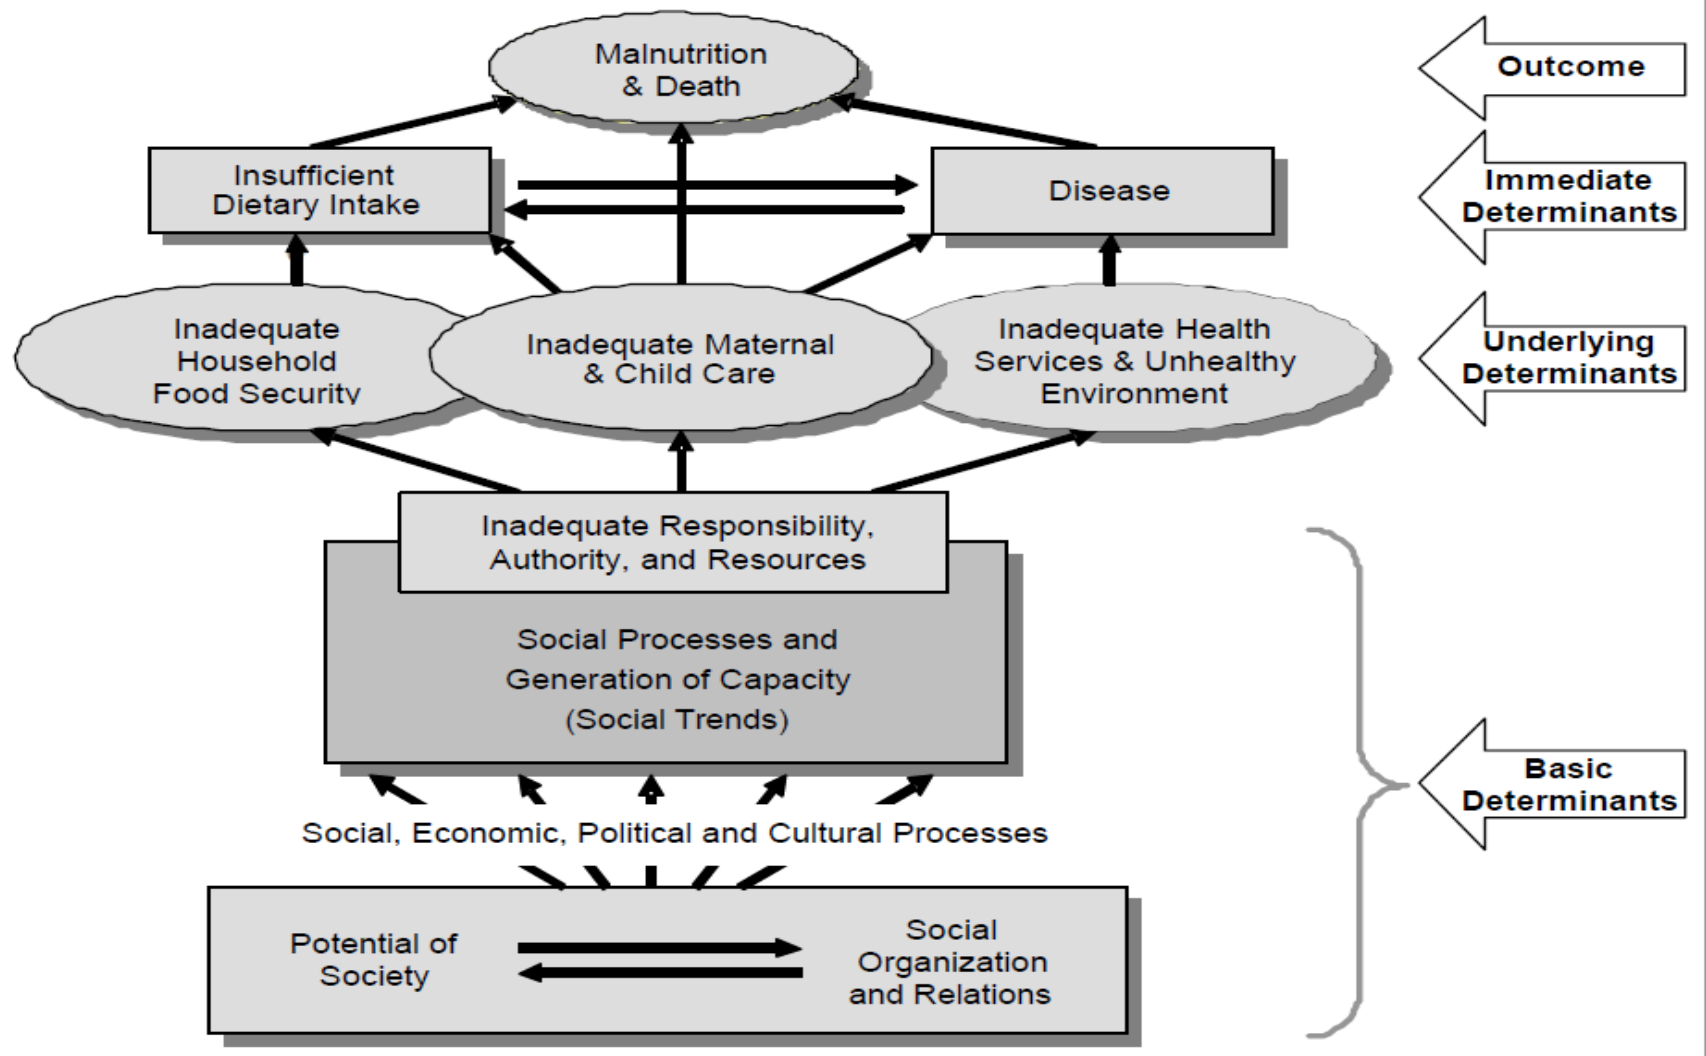 Malnutrition
& Death
Outcome
Insufficient
Dietary Intake
Disease
Immediate
Determinants
Inadequate
Household
Food Security
Inadequate Maternal
& Child Care
Inadequate Health
Services & Unhealthy
Environment
Underlying
Determinants
Inadequate Responsibility,
Authority, and Resources
Social Processes and
Generation of Capacity
(Social Trends)
Basic
Determinants
Social, Economic, Political and Cultural Processes
Potential of
Society
Social
Organization
and Relations